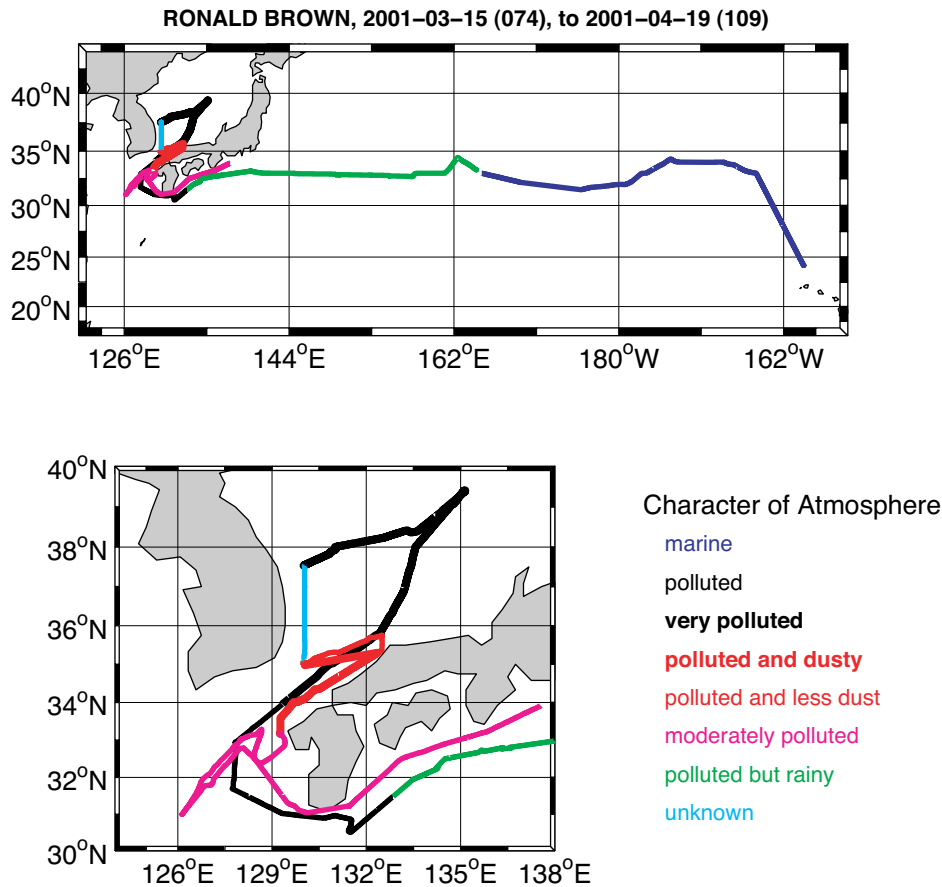 RONALD BROWN, 2001−03−15 (074), to 2001−04−19 (109)
40°N
35°N
30°N
25°N
20°N
126°E 144°E 162°E 180°W 162°W
40°N
38°N
36°N
34°N
32°N
30°N
126°E 129°E 132°E 135°E 138°E
Character of Atmosphere
marine
polluted
very polluted
polluted and dusty
polluted and less dust
moderately polluted
polluted but rainy
unknown